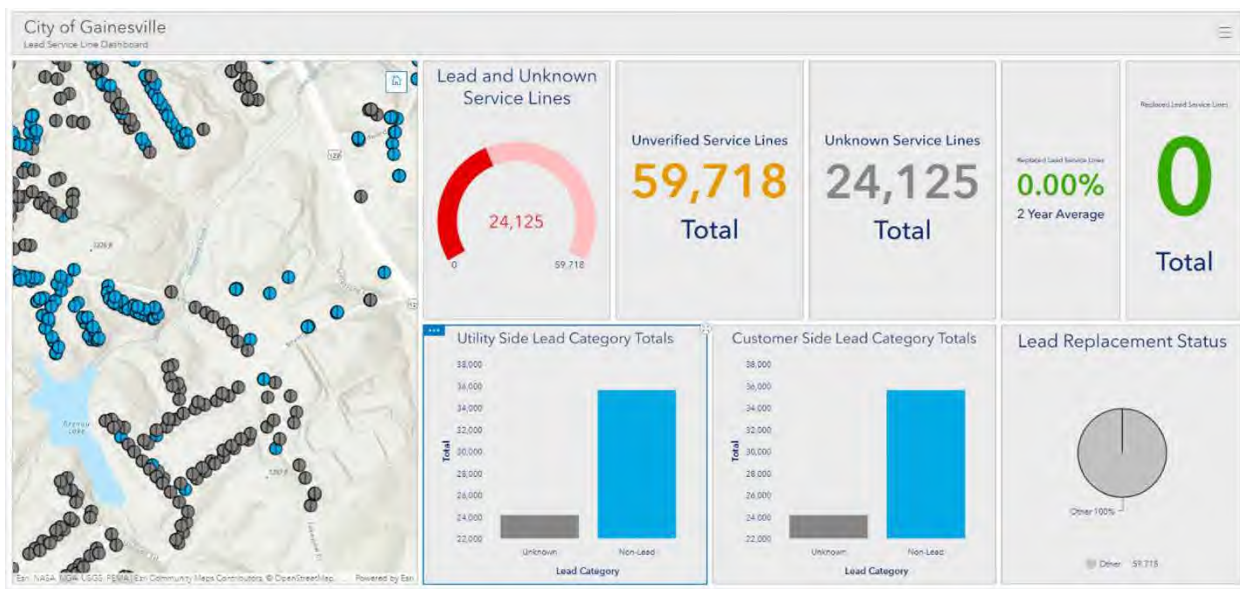 City of Gainesville
Lead Service Line Dashboard
Lead and Unknown
Service Lines
24,125
0
59,718
Unverified Service Lines
59,718
Total
Unknown Service Lines
24,125
Total
Replaced Lead Service Lines
0.00%
2 Year Average
Replaced Lead Service Lines
0
Total
129
Utility Side Lead Category Totals
38,000
36,000
34,000
32,000
30,000
28,000
26,000
24,000
22,000
Total
Unknown
Non-Lead
Lead Category
Customer Side Lead Category Totals
38,000
36,000
34,000
32,000
30,000
28,000
26,000
24,000
22,000
Total
Unknown
Non-Lead
Lead Category
Lead Replacement Status
Other 100%
Other 59,718
Lake
Esri, NASA, NGA, USGS, FEMA | Esri Community Maps Contributors, © OpenStreetMap,
Powered by Esri